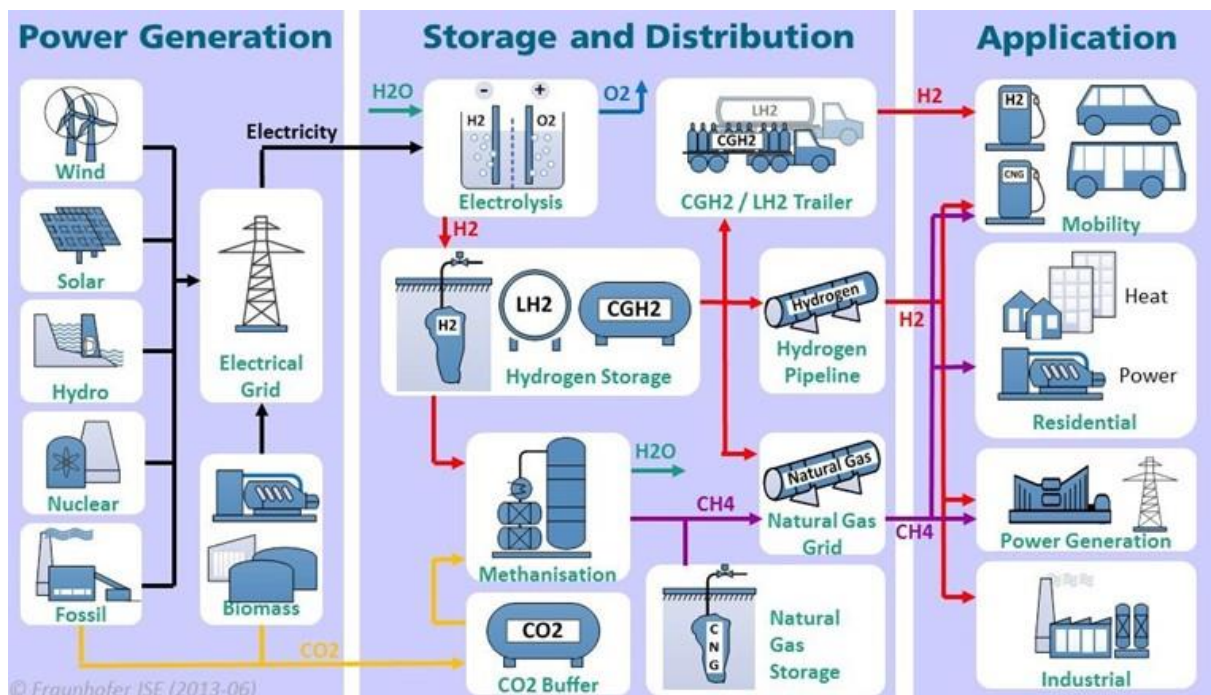 Power Generation
Storage and Distribution
Application
Wind
Solar
Hydro
Nuclear
Fossil
Electricity
Electrical
Grid
Biomass
CO2
© Fraunhofer ISE (2013-06)
H2O
-
+
O2
H2
O2
Electrolysis
LH2
CGH2
CGH2 / LH2 Trailer
H2
H2
H2
LH2
CGH2
Hydrogen Storage
Hydrogen
Hydrogen
Pipeline
H2
H2O
CH4
Methanisation
Natural Gas
Natural Gas
Grid
CH4
CO2
CO2 Buffer
C
N
G
Natural
Gas
Storage
H2
CNG
Mobility
Heat
Power
Residential
Power Generation
Industrial